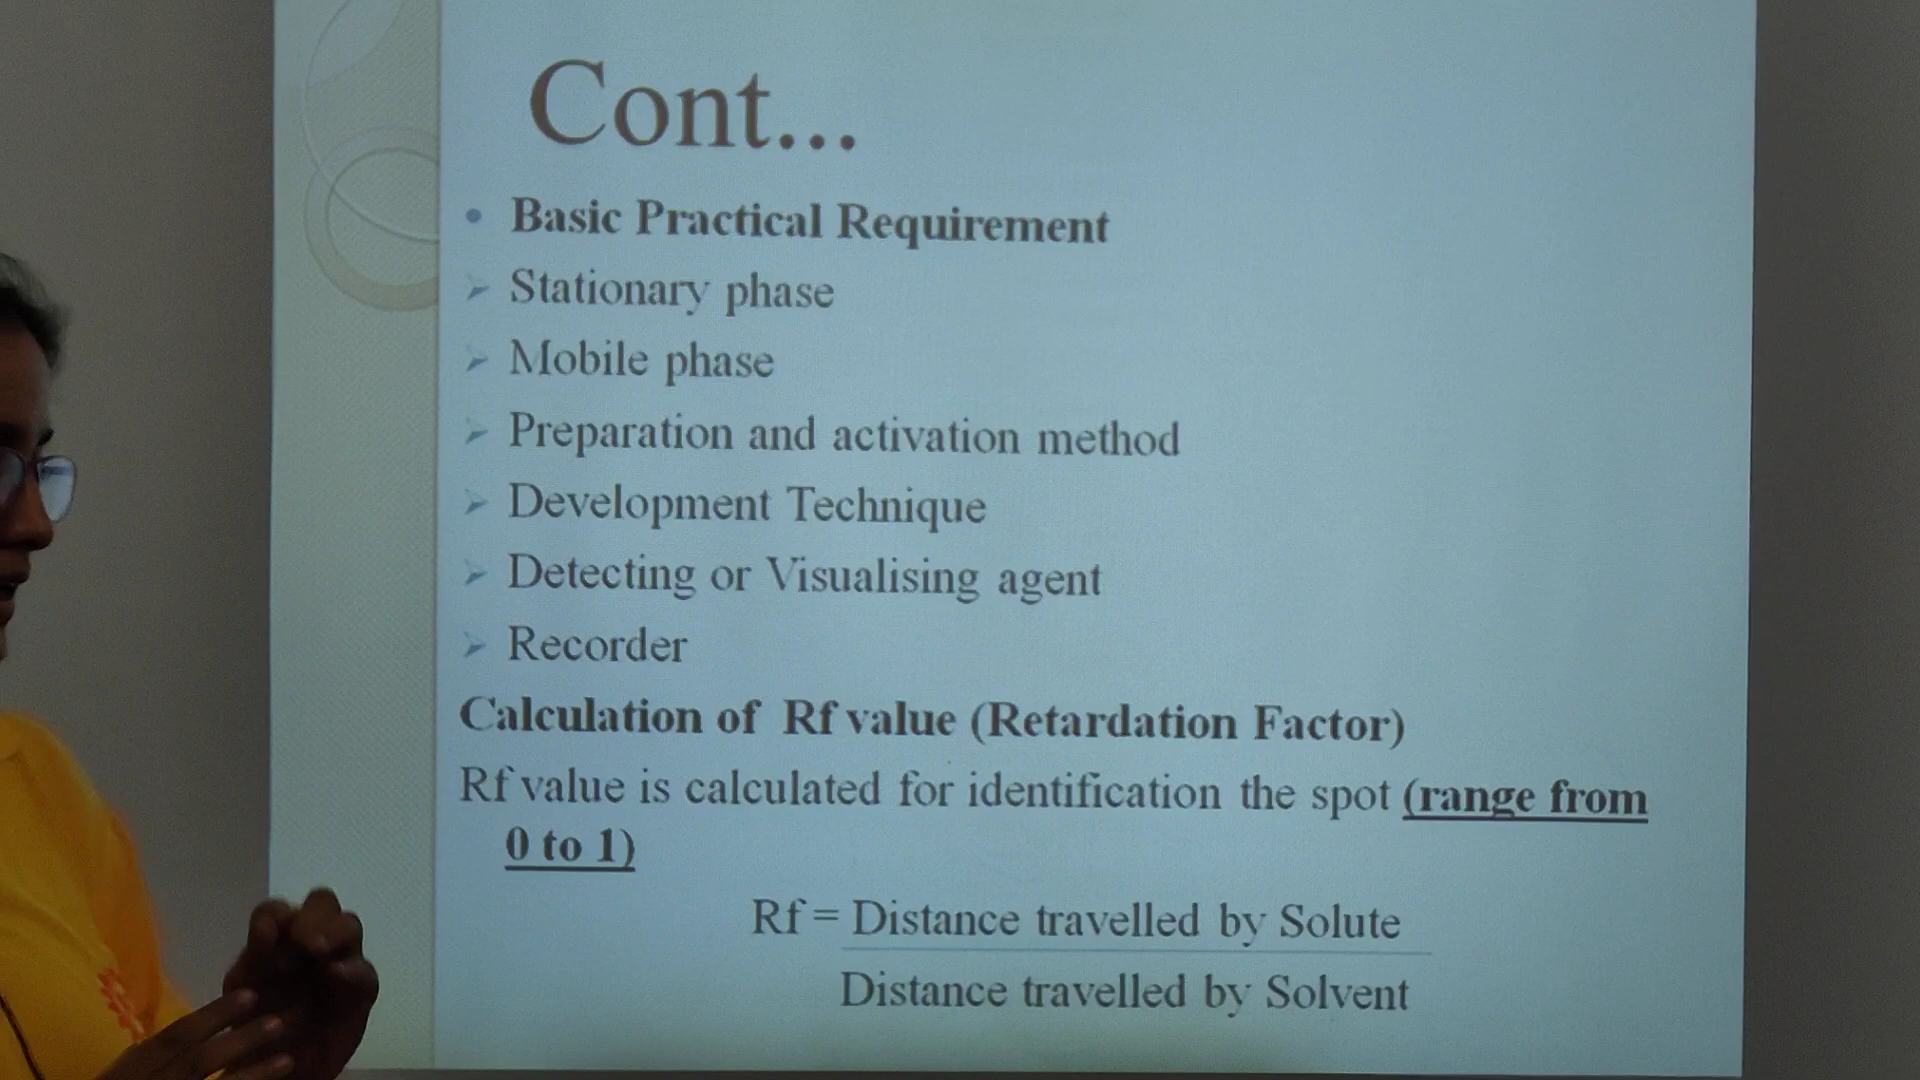 Cont...
• Basic Practical Requirement
➢ Stationary phase
➢ Mobile phase
➢ Preparation and activation method
➢ Development Technique
➢ Detecting or Visualising agent
➢ Recorder
Calculation of Rf value (Retardation Factor)
Rf value is calculated for identification the spot (range from
0 to 1)
Rf = Distance travelled by Solute
Distance travelled by Solvent